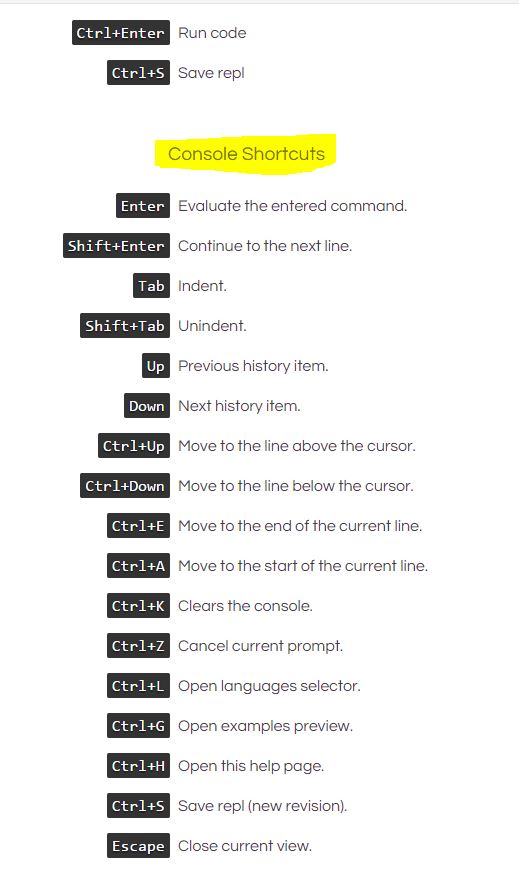 Ctrl+Enter Run code
Ctrl+S Save repl
Console Shortcuts
Enter Evaluate the entered command.
Shift+Enter Continue to the next line.
Tab Indent.
Shift+Tab Unindent.
Up Previous history item.
Down Next history item.
Ctrl+Up Move to the line above the cursor.
Ctrl+Down Move to the line below the cursor.
Ctrl+E Move to the end of the current line.
Ctrl+A Move to the start of the current line.
Ctrl+K Clears the console.
Ctrl+Z Cancel current prompt.
Ctrl+L Open languages selector.
Ctrl+G Open examples preview.
Ctrl+H Open this help page.
Ctrl+S Save repl (new revision).
Escape Close current view.